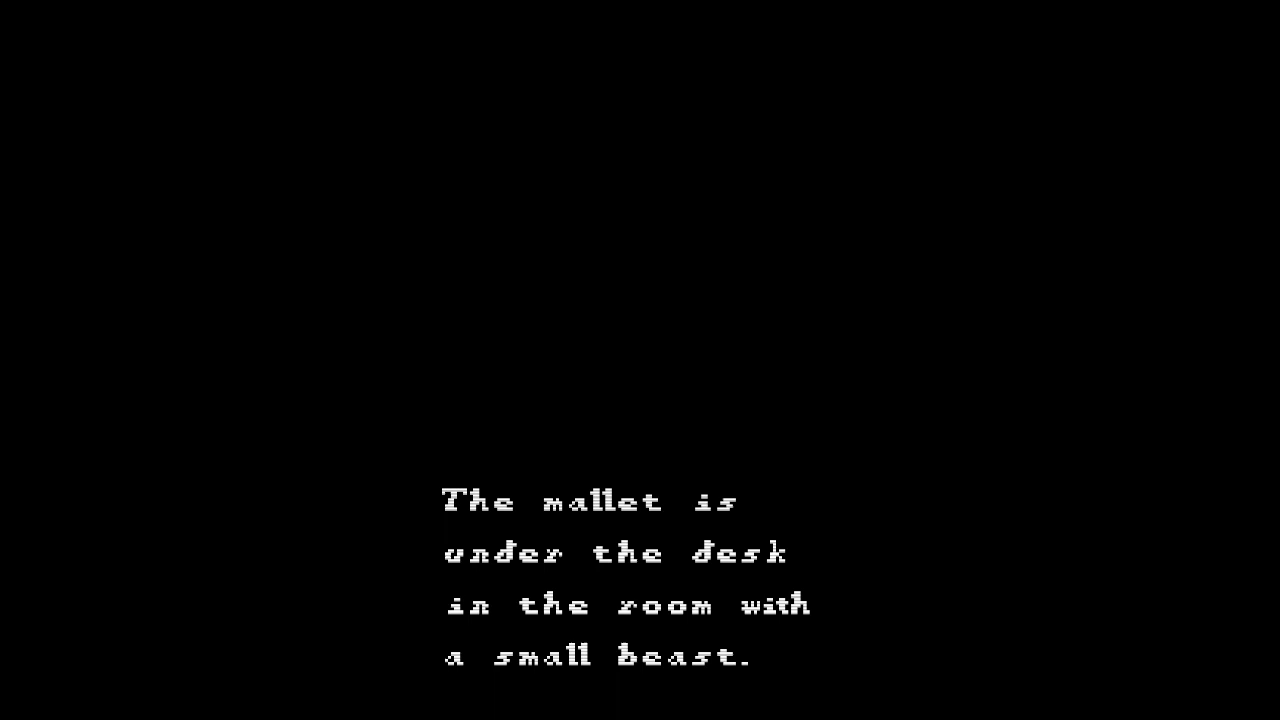 The mallet is
under the desk
in the room with
a small beast.